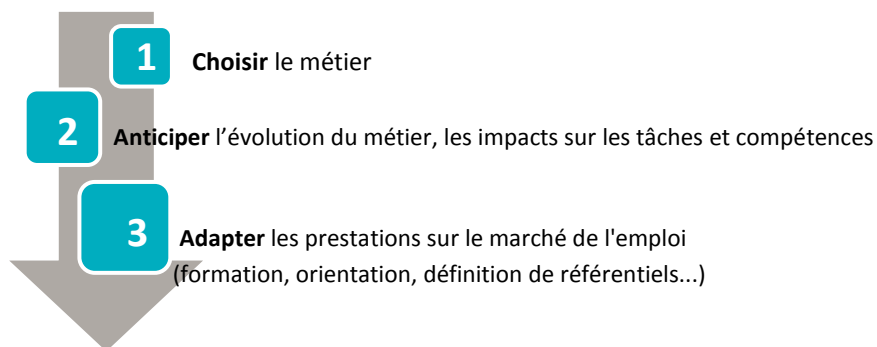 1 Choisir le métier
2 Anticiper l’évolution du métier, les impacts sur les tâches et compétences
3 Adapter les prestations sur le marché de l'emploi
(formation, orientation, définition de référentiels...)